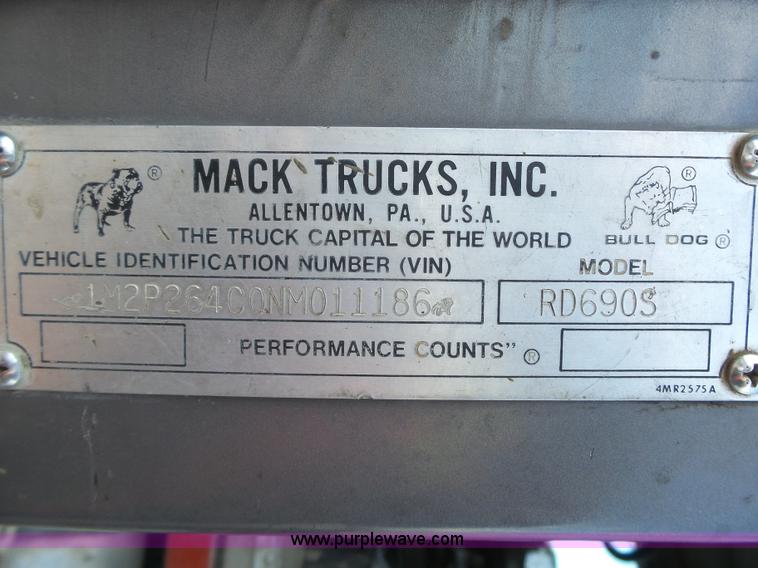 MACK TRUCKS, INC.
ALLENTOWN, PA., U.S.A.
THE TRUCK CAPITAL OF THE WORLD
BULL DOG ®
®
®
VEHICLE IDENTIFICATION NUMBER (VIN)
MODEL
1M2P264C0NM011186
RD690S
PERFORMANCE COUNTS" ®
4MR2575A
www.purplewave.com